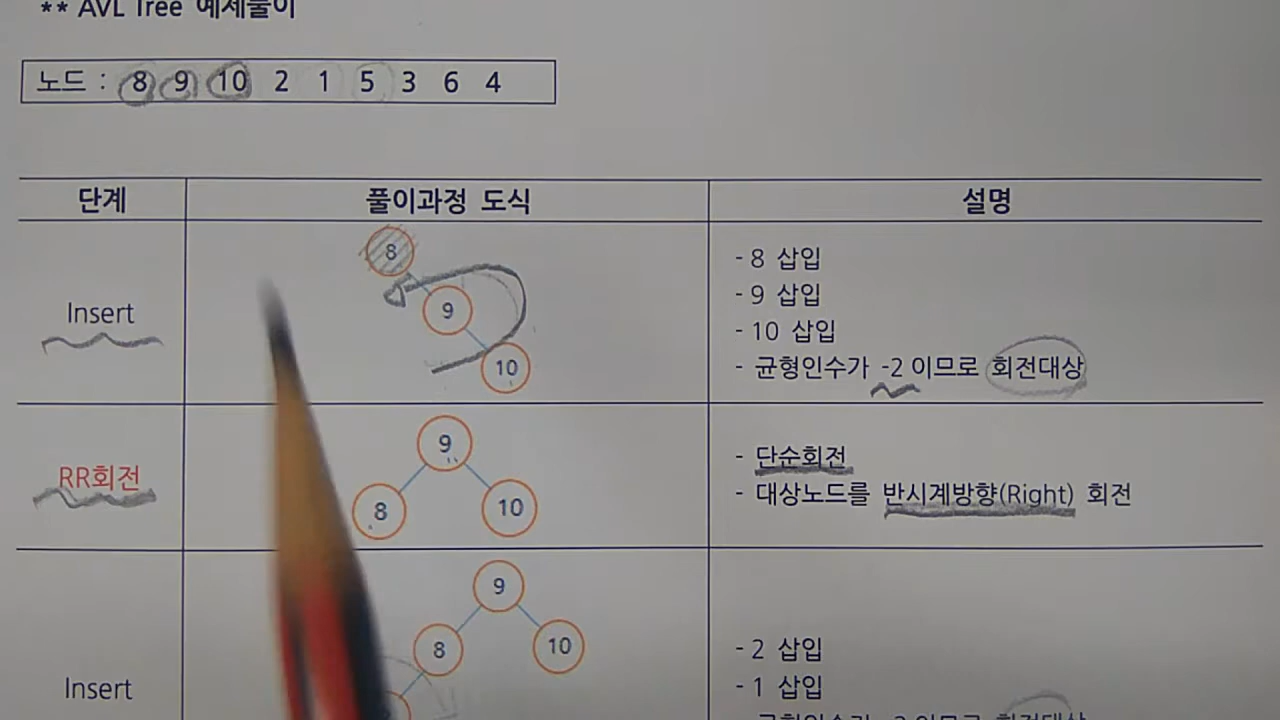 ** AVL Tree 예제풀이
노드 : 8 9 10 2 1 5 3 6 4
단계 풀이과정 도식 설명
Insert
8
9
10
- 8 삽입
- 9 삽입
- 10 삽입
- 균형인수가 -2 이므로 회전대상
RR회전
9
8 10
- 단순회전
- 대상노드를 반시계방향(Right) 회전
Insert
9
8 10
- 2 삽입
- 1 삽입